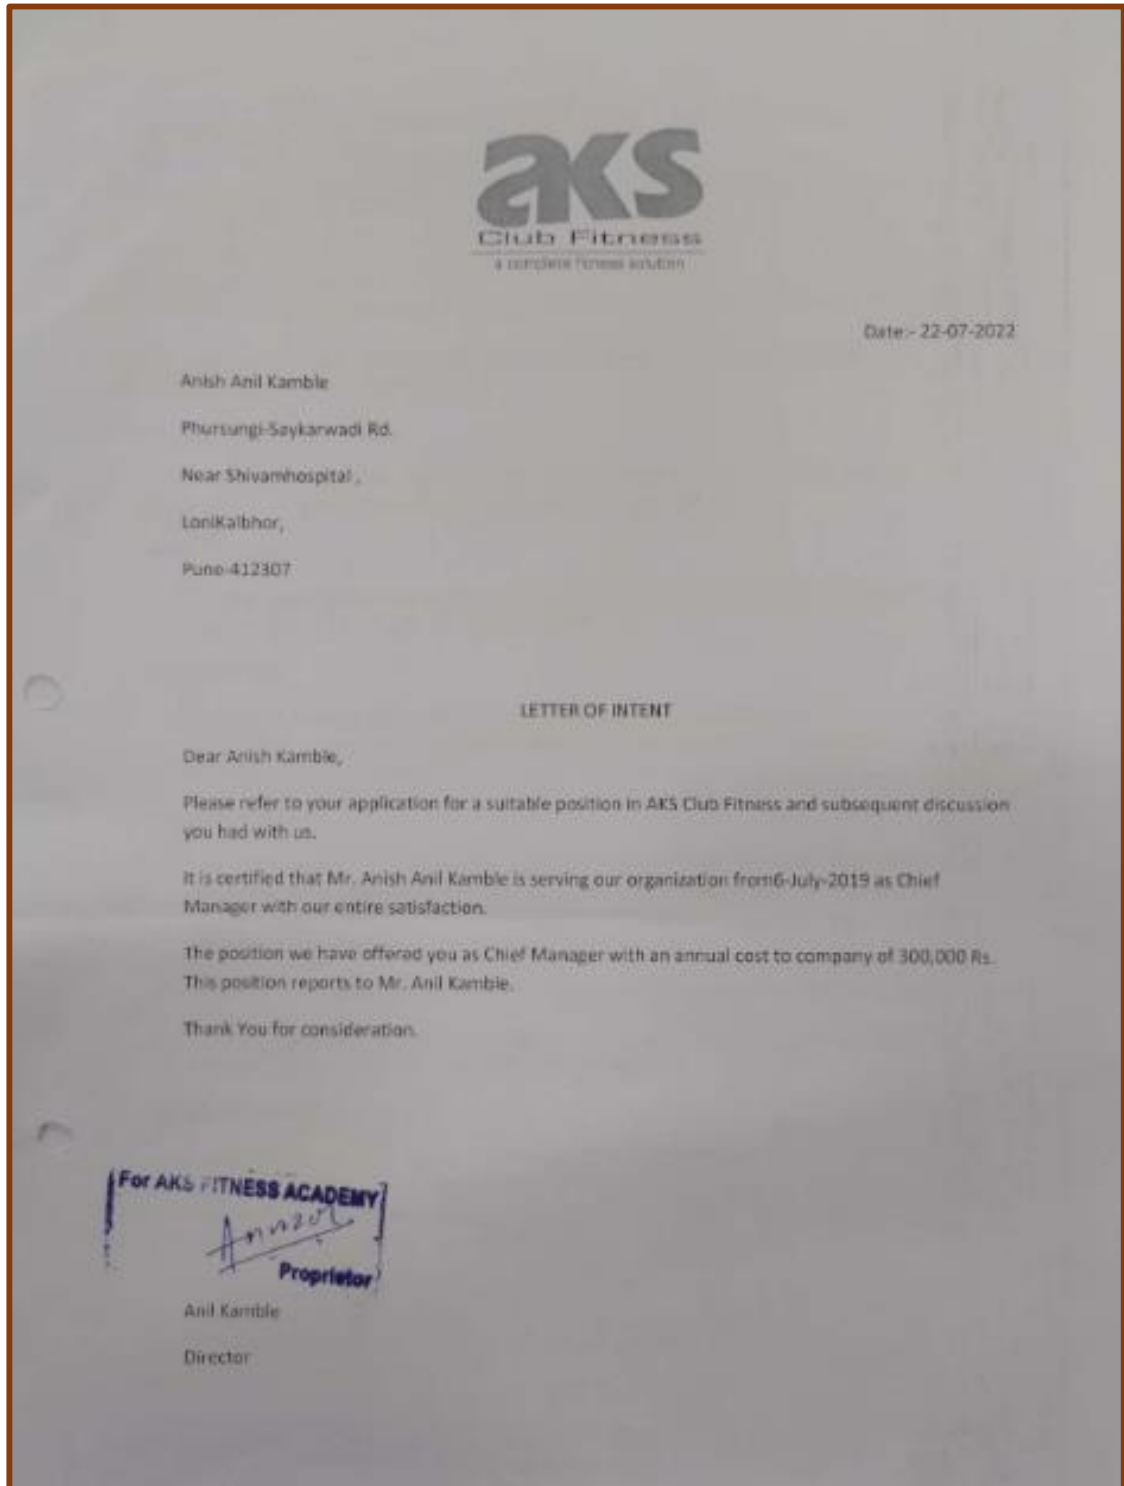 aks
Club Fitness
a complete fitness solution
Date:- 22-07-2022
Anish Anil Kamble
Phursungi-Saykarwadi Rd.
Near Shivamhospital ,
LoniKalbhor,
Pune-412307
LETTER OF INTENT
Dear Anish Kamble,
Please refer to your application for a suitable position in AKS Club Fitness and subsequent discussion
you had with us.
It is certified that Mr. Anish Anil Kamble is serving our organization from6-July-2019 as Chief
Manager with our entire satisfaction.
The position we have offered you as Chief Manager with an annual cost to company of 300,000 Rs.
This position reports to Mr. Anil Kamble.
Thank You for consideration.
For AKS FITNESS ACADEMY
Proprietor
Anil Kamble
Director